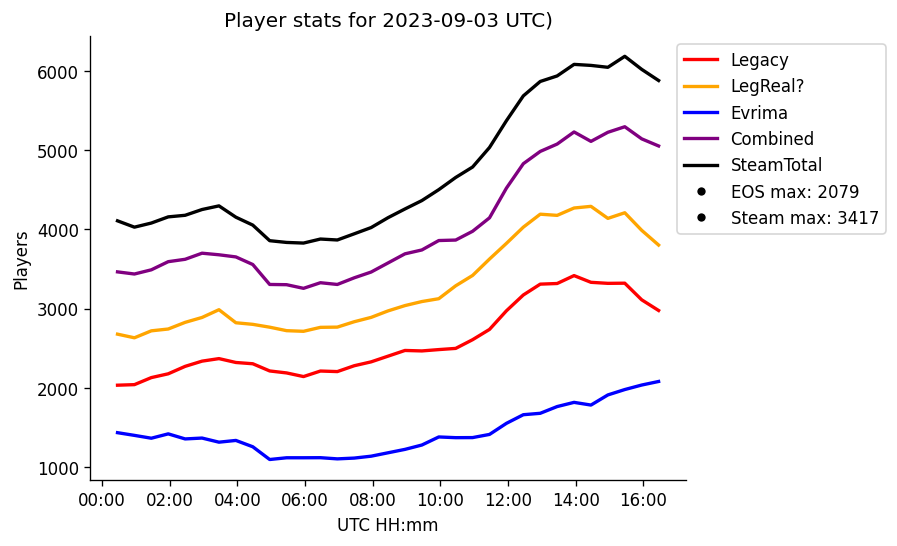 Player stats for 2023-09-03 UTC)
Legacy
LegReal?
Evrima
Combined
SteamTotal
EOS max: 2079
Steam max: 3417
Players
6000
5000
4000
3000
2000
1000
00:00 02:00 04:00 06:00 08:00 10:00 12:00 14:00 16:00
UTC HH:mm